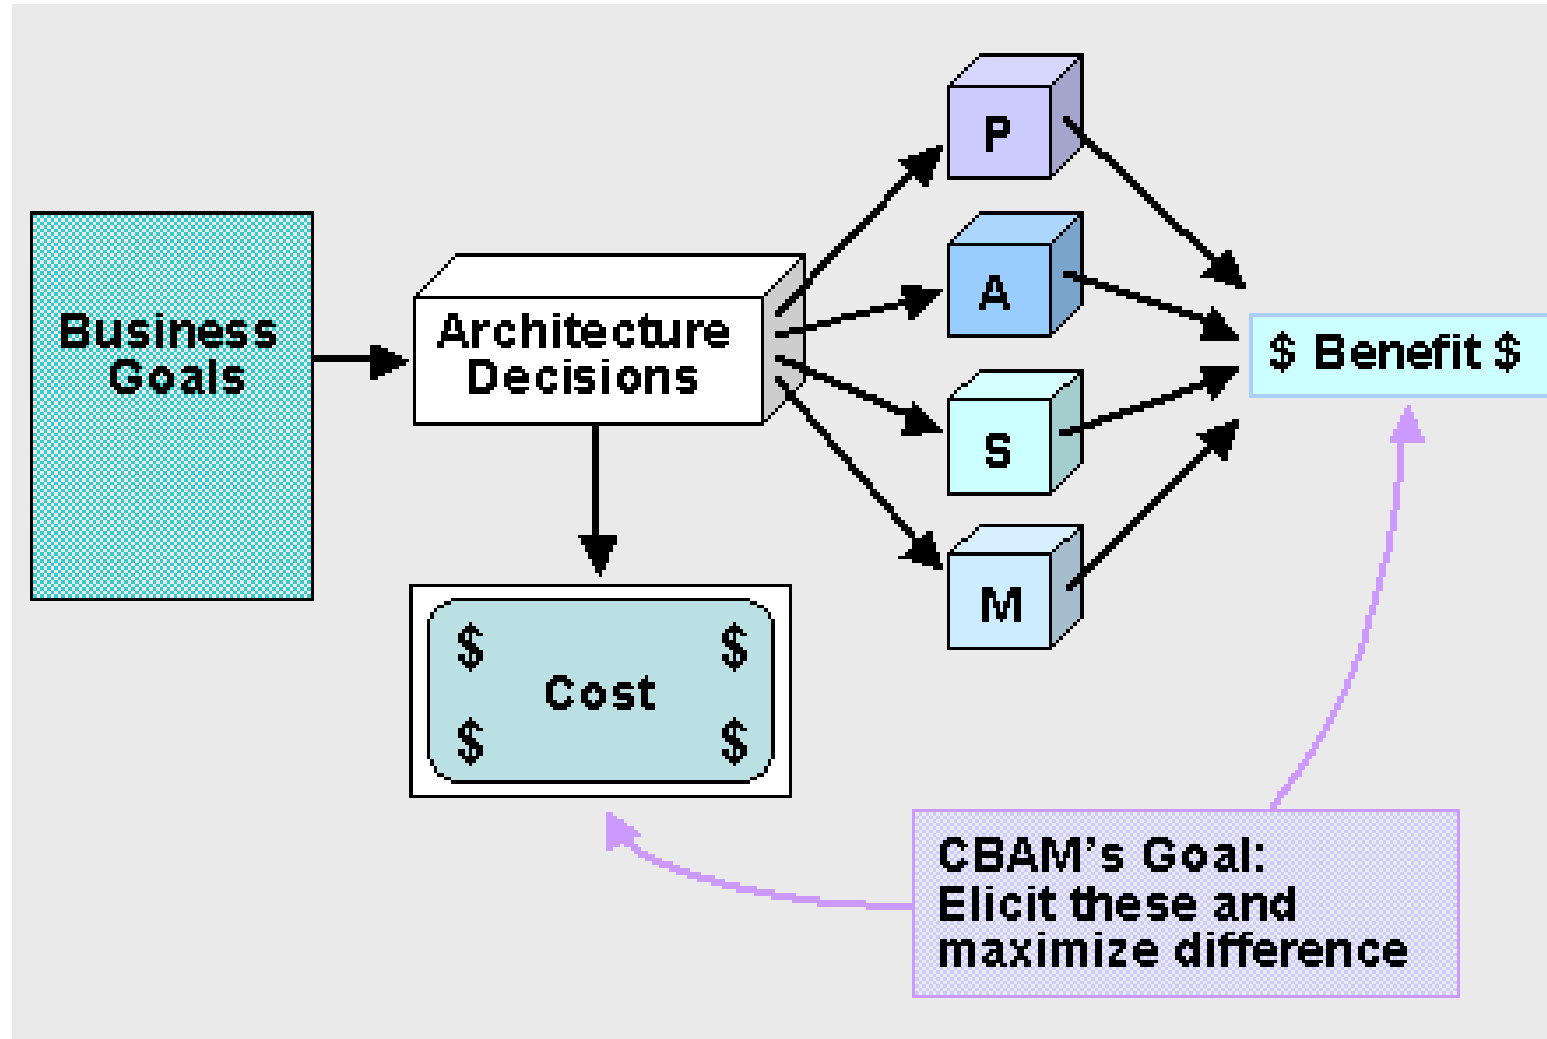 Business
Goals
Architecture
Decisions
P
A
S
M
$ Benefit $
$ $
Cost
$ $
CBAM's Goal:
Elicit these and
maximize difference